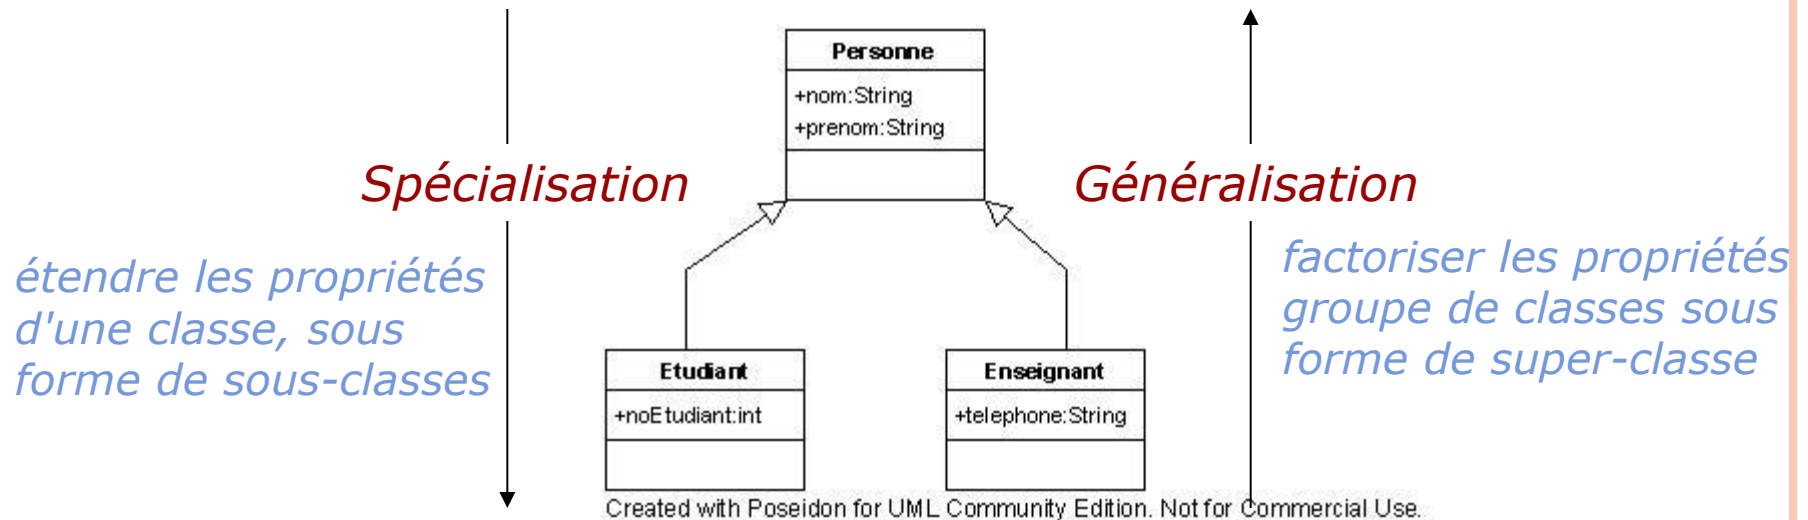 Personne
+nom:String
+prenom:String
Spécialisation
Généralisation
étendre les propriétés
d'une classe, sous
forme de sous-classes
factoriser les propriétés
groupe de classes sous
forme de super-classe
Etudiant
+noEtudiant:int
Enseignant
+telephone:String
Created with Poseidon for UML Community Edition. Not for Commercial Use.